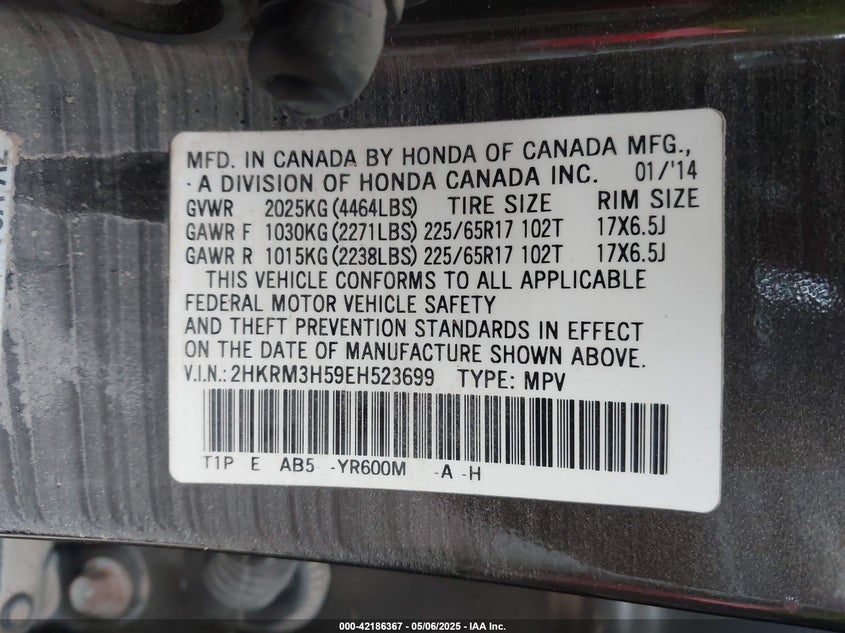 MFD. IN CANADA BY HONDA OF CANADA MFG.,
A DIVISION OF HONDA CANADA INC. 01/'14
GVWR 2025KG (4464LBS) TIRE SIZE RIM SIZE
GAWR F 1030KG (2271LBS) 225/65R17 102T 17X6.5J
GAWR R 1015KG (2238LBS) 225/65R17 102T 17X6.5J
THIS VEHICLE CONFORMS TO ALL APPLICABLE
FEDERAL MOTOR VEHICLE SAFETY
AND THEFT PREVENTION STANDARDS IN EFFECT
ON THE DATE OF MANUFACTURE SHOWN ABOVE.
V.I.N.: 2HKRM3H59EH523699 TYPE: MPV
T1P E AB5 -YR600M -A -H
000-42186367 - 05/06/2025 - IAA Inc.